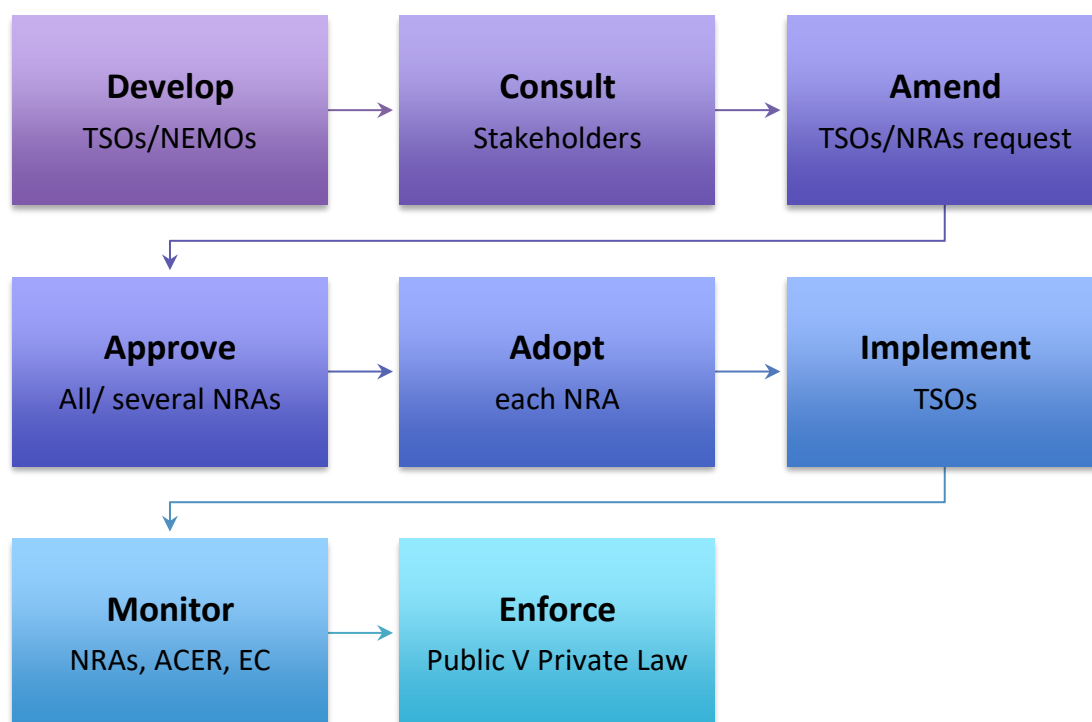 Develop
TSOs/NEMOs
Consult
Stakeholders
Amend
TSOs/NRAs request
Approve
All/ several NRAs
Adopt
each NRA
Implement
TSOs
Monitor
NRAs, ACER, EC
Enforce
Public V Private Law